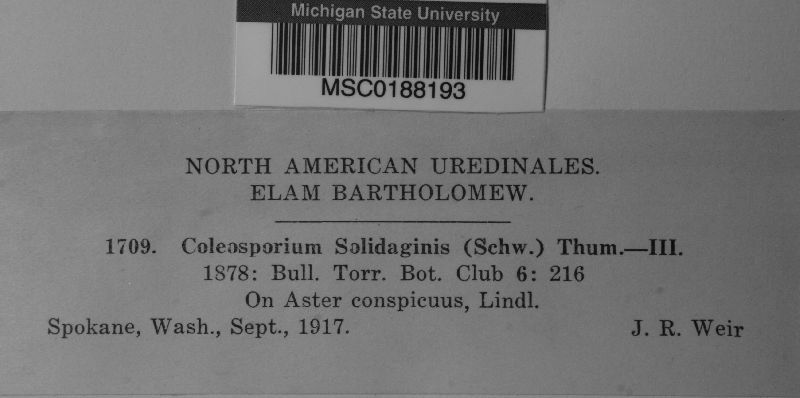 Michigan State University
MSC0188193
NORTH AMERICAN UREDINALES.
ELAM BARTHOLOMEW.
1709. Coleosporium Solidaginis (Schw.) Thum.—III.
1878: Bull. Torr. Bot. Club 6: 216
On Aster conspicuus, Lindl.
Spokane, Wash., Sept., 1917. J. R. Weir